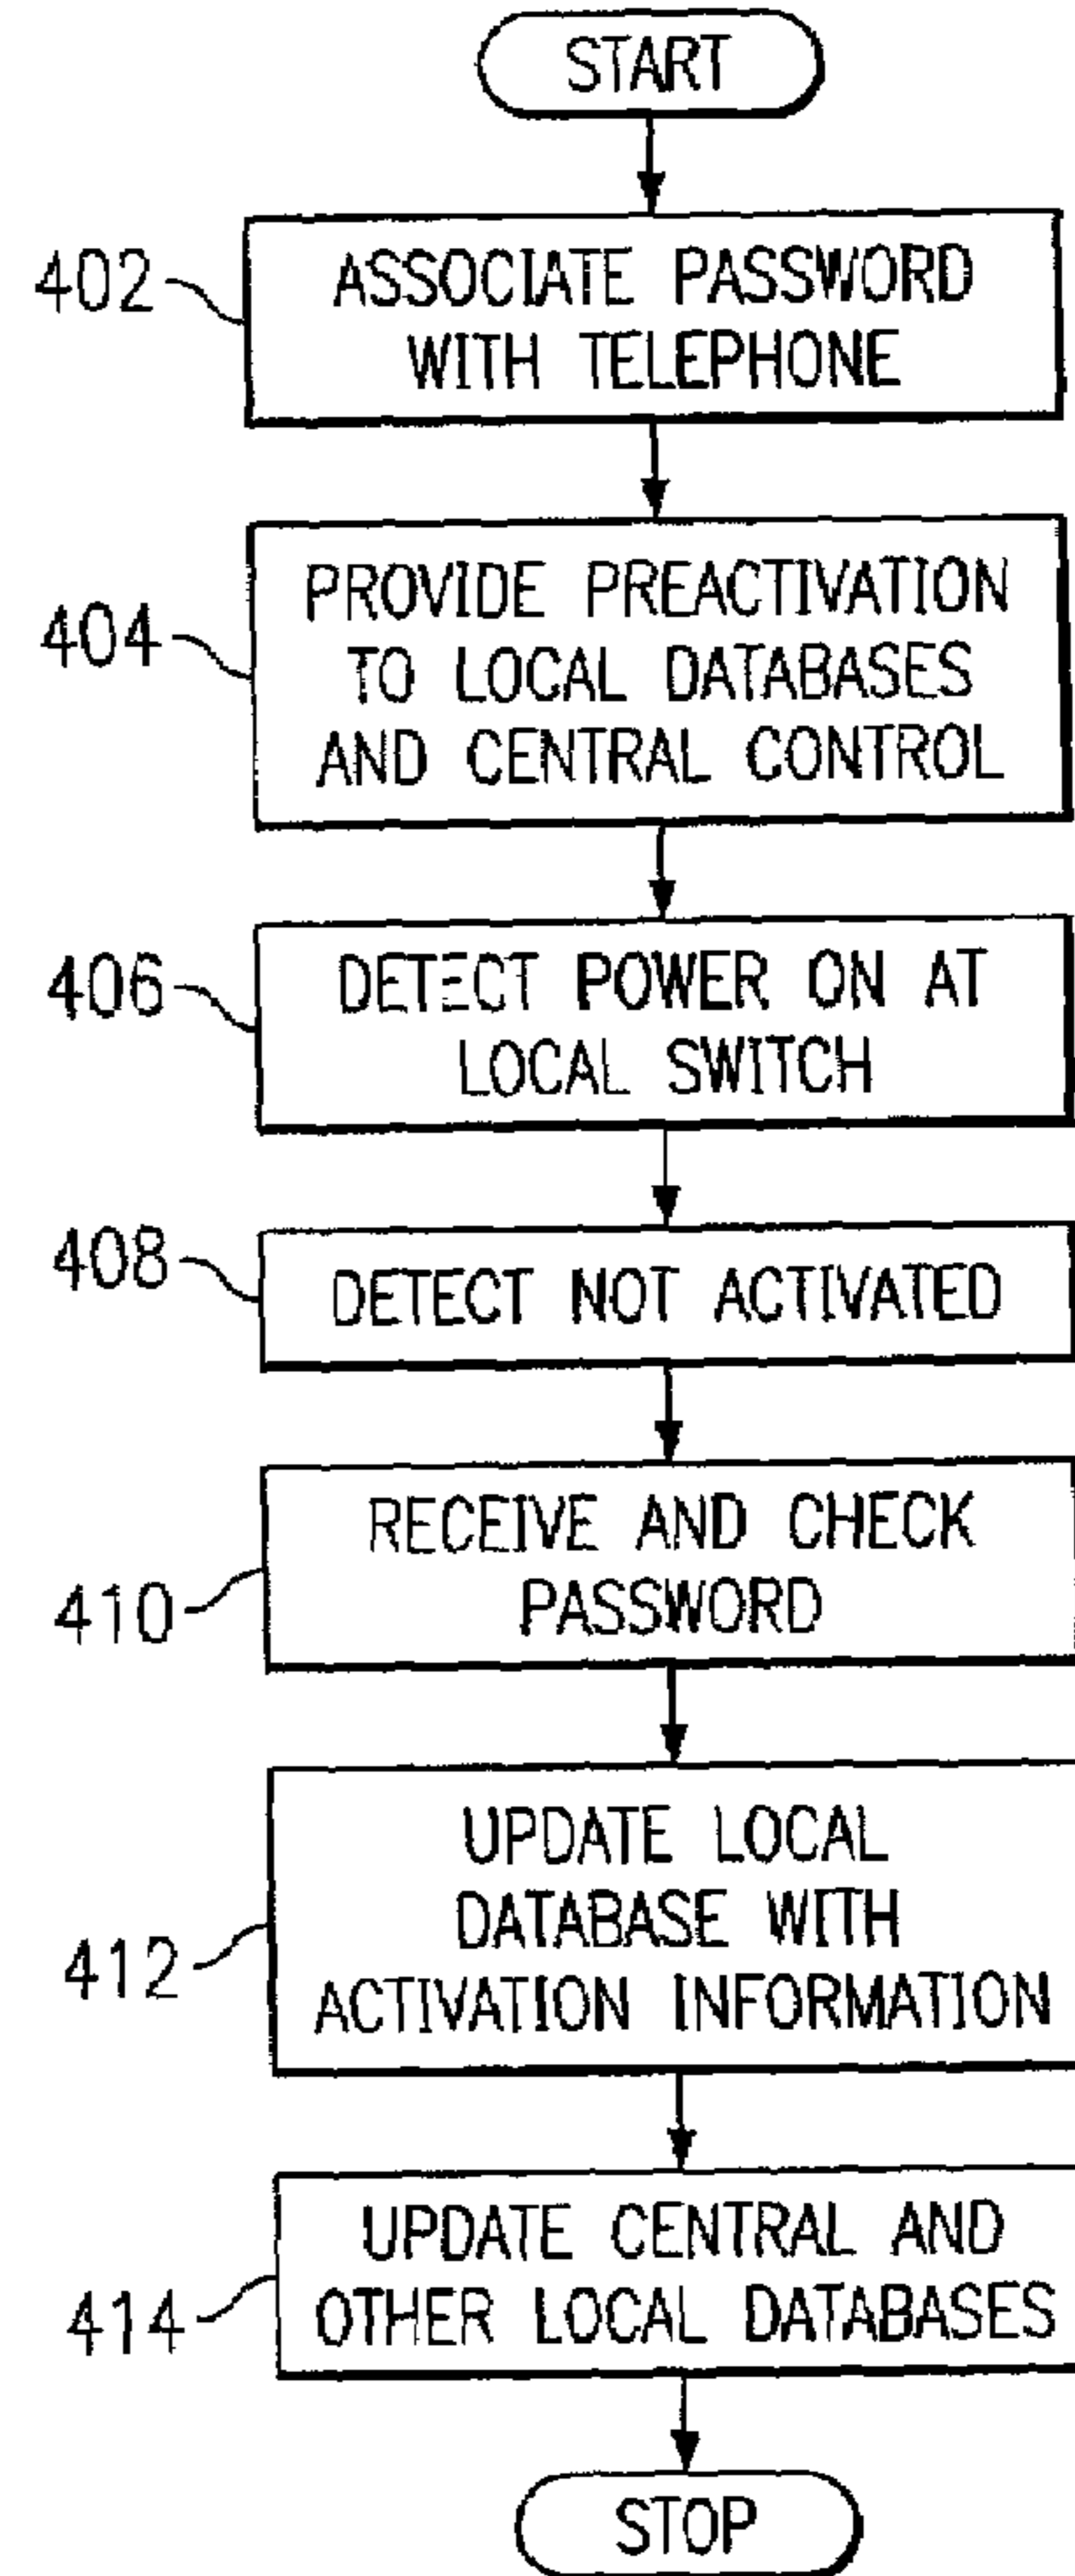 START
402
ASSOCIATE PASSWORD
WITH TELEPHONE
404
PROVIDE PREACTIVATION
TO LOCAL DATABASES
AND CENTRAL CONTROL
406
DETECT POWER ON AT
LOCAL SWITCH
408
DETECT NOT ACTIVATED
410
RECEIVE AND CHECK
PASSWORD
412
UPDATE LOCAL
DATABASE WITH
ACTIVATION INFORMATION
414
UPDATE CENTRAL AND
OTHER LOCAL DATABASES
STOP